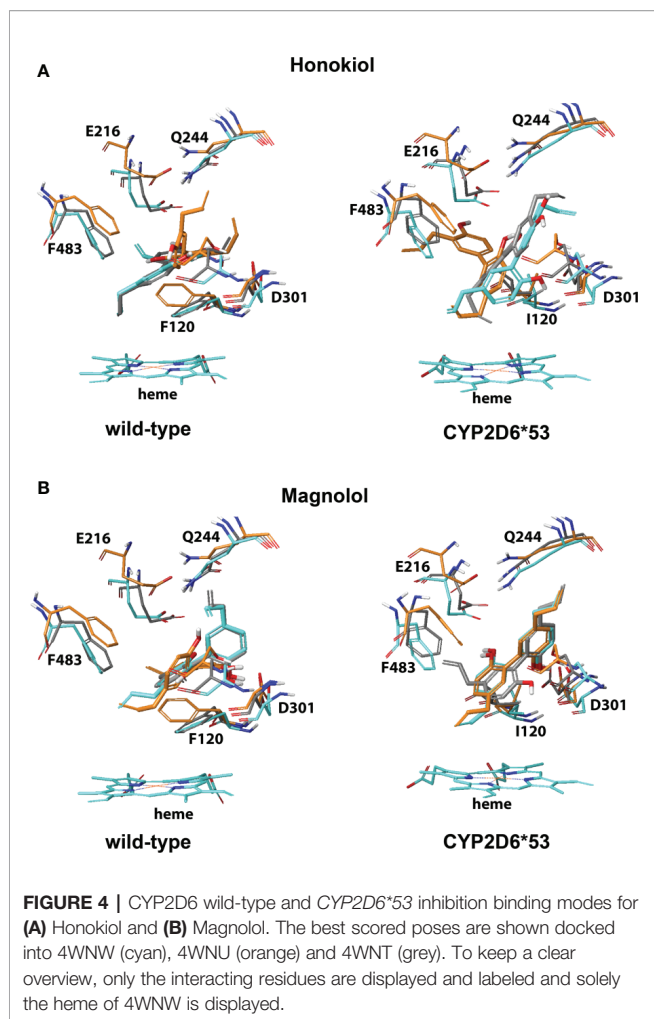 A
Honokiol
E216
Q244
F483
F120
D301
heme
wild-type
E216
Q244
F483
I120
D301
heme
CYP2D6*53
B
Magnolol
E216
Q244
F483
F120
D301
heme
wild-type
E216
Q244
F483
I120
D301
heme
CYP2D6*53
FIGURE 4 | CYP2D6 wild-type and CYP2D6*53 inhibition binding modes for
(A) Honokiol and (B) Magnolol. The best scored poses are shown docked
into 4WNW (cyan), 4WNU (orange) and 4WNT (grey). To keep a clear
overview, only the interacting residues are displayed and labeled and solely
the heme of 4WNW is displayed.